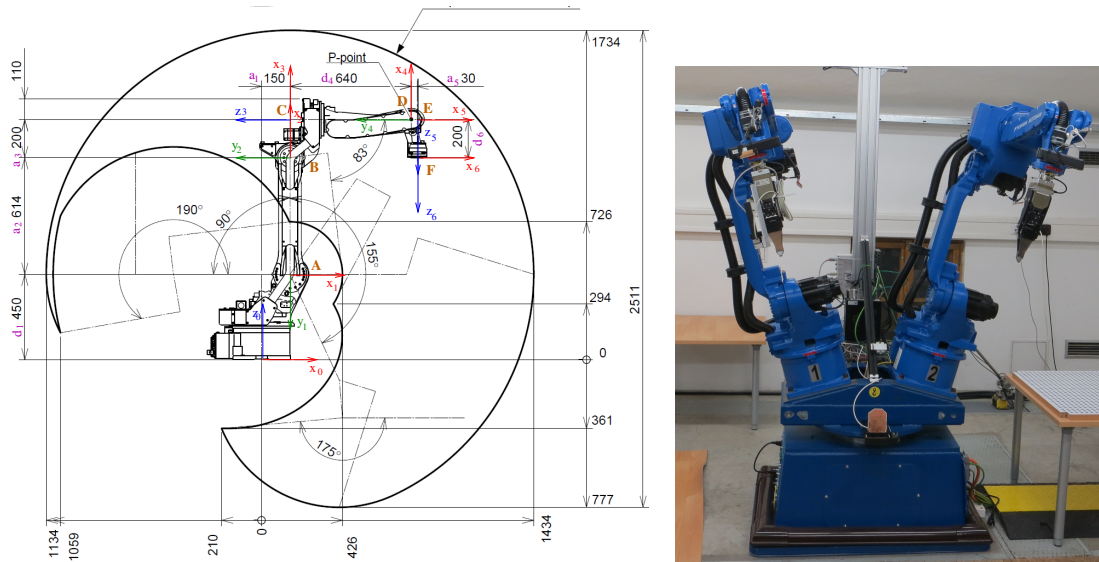 P-point
a1 150
x3
d4 640
x4
a5 30
1734
110
C
x
D
E
z3
y4
x5
z5
200
d6
200
a3
y2
B
83°
x6
F
614
a2
190°
90°
z6
726
155°
A
x1
2511
450
d1
z0
y1
294
x0
0
361
175°
777
1134
1059
210
0
426
1434
1
2